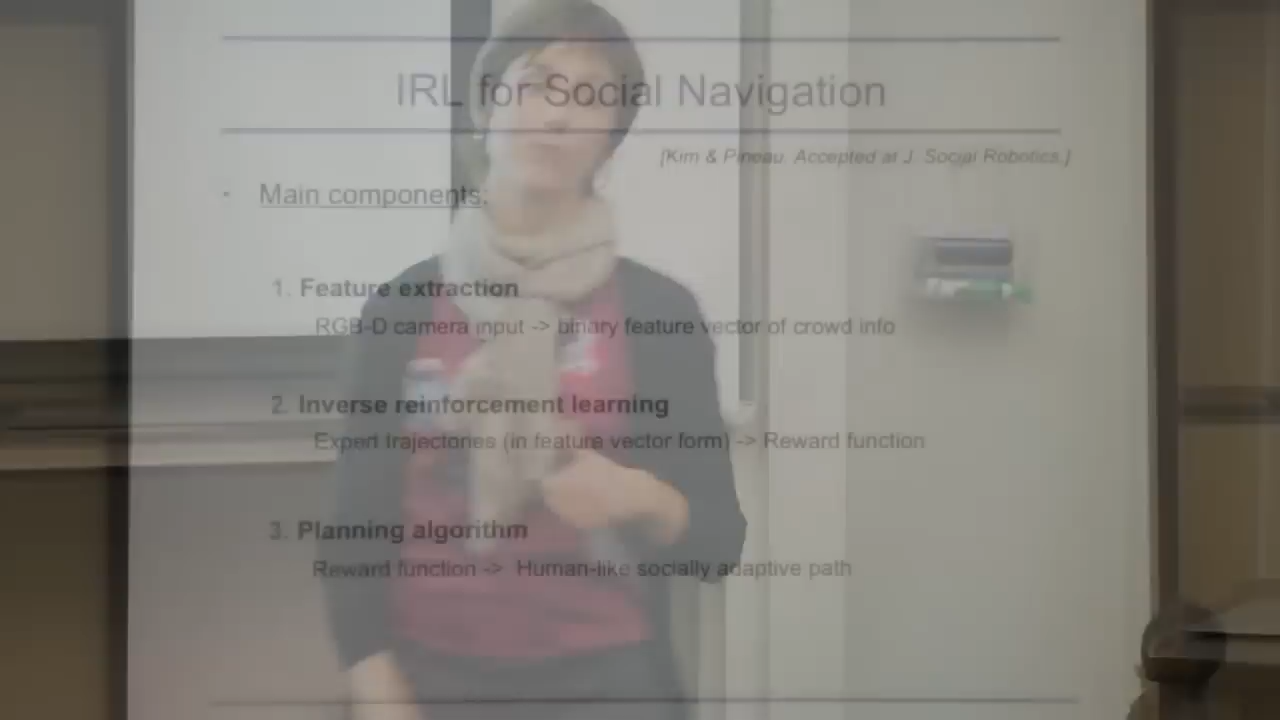 IRL for Social Navigation
[Kim & Pineau. Accepted at J. Social Robotics.]
• Main components:
1. Feature extraction
RGB-D camera input -> binary feature vector of crowd info
2. Inverse reinforcement learning
Expert trajectories (in feature vector form) -> Reward function
3. Planning algorithm
Reward function -> Human-like socially adaptive path